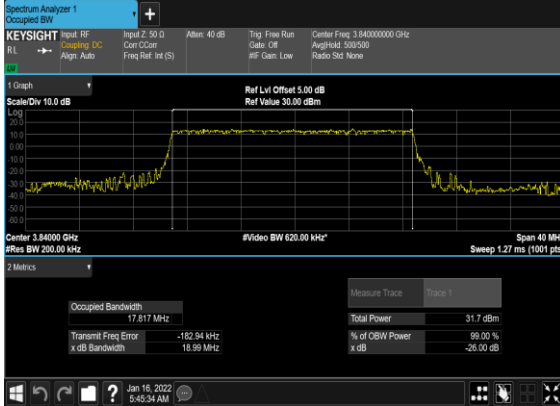 Spectrum Analyzer 1
Occupied BW
+
KEYSIGHT Input: RF Input Z: 50 Ω Atten: 40 dB Trig: Free Run Center Freq: 3.840000000 GHz
RL Coupling: DC Corr CCorr Gate: Off Avg|Hold: 500/500
Align: Auto Freq Ref: Int (S) #IF Gain: Low Radio Std: None
LV
1 Graph
Ref Lvl Offset 5.00 dB
Scale/Div 10.0 dB Ref Value 30.00 dBm
Log
20.0
10.0
0.00
-10.0
-20.0
-30.0
-40.0
-50.0
-60.0
Center 3.84000 GHz #Video BW 620.00 kHz* Span 40 MH
#Res BW 200.00 kHz Sweep 1.27 ms (1001 pts
2 Metrics
Measure Trace Trace 1
Occupied Bandwidth
17.817 MHz Total Power 31.7 dBm
Transmit Freq Error -182.94 kHz % of OBW Power 99.00 %
x dB Bandwidth 18.99 MHz x dB -26.00 dB
? Jan 16, 2022
5:45:34 AM